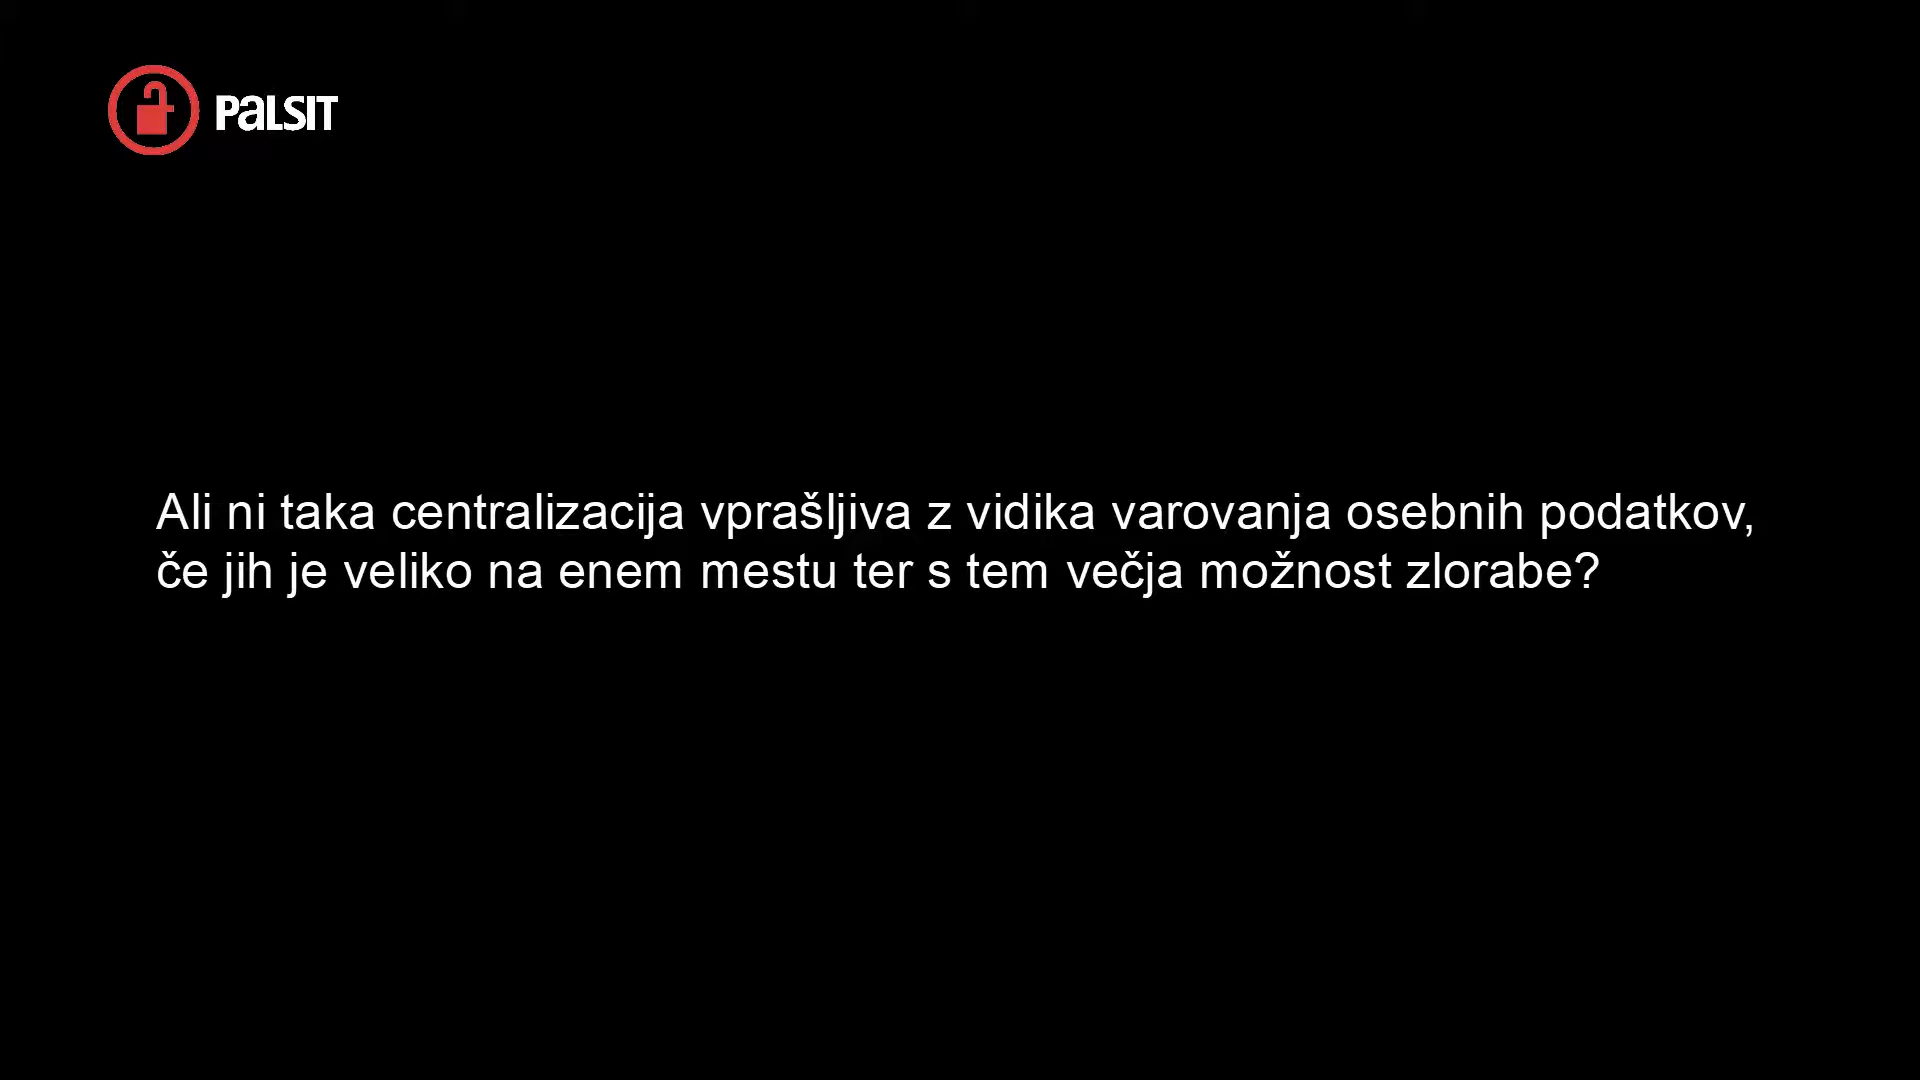 PALSIT
Ali ni taka centralizacija vprašljiva z vidika varovanja osebnih podatkov,
če jih je veliko na enem mestu ter s tem večja možnost zlorabe?